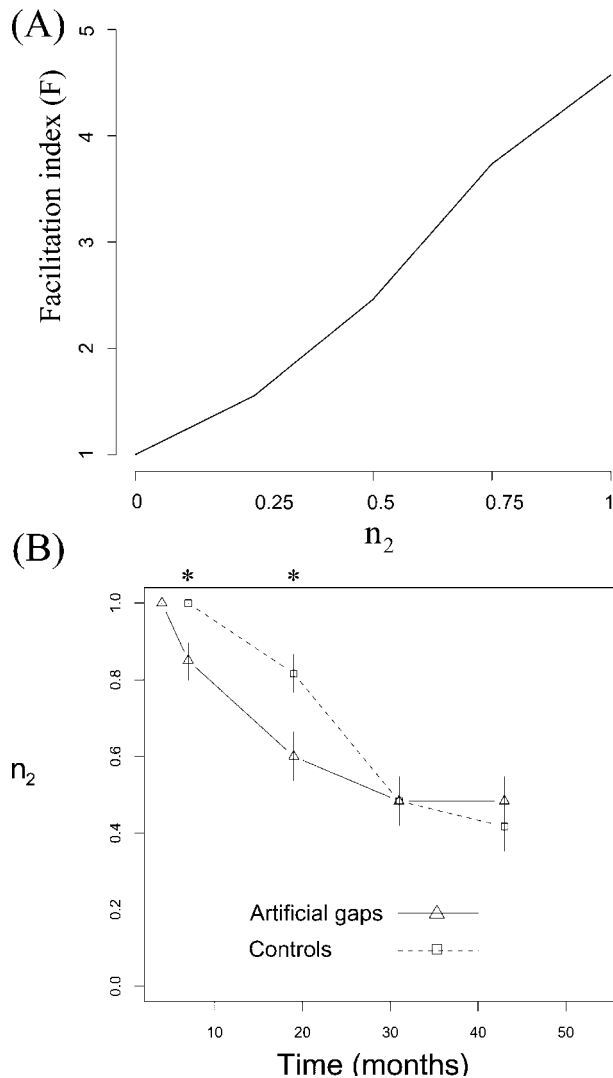 (A)
Facilitation index (F)
5
4
3
2
1
0
0.25
0.5
0.75
1
n2
(B)
* *
n2
1.0
0.8
0.6
0.4
0.2
0.0
Artificial gaps
Controls
10 20 30 40 50
Time (months)